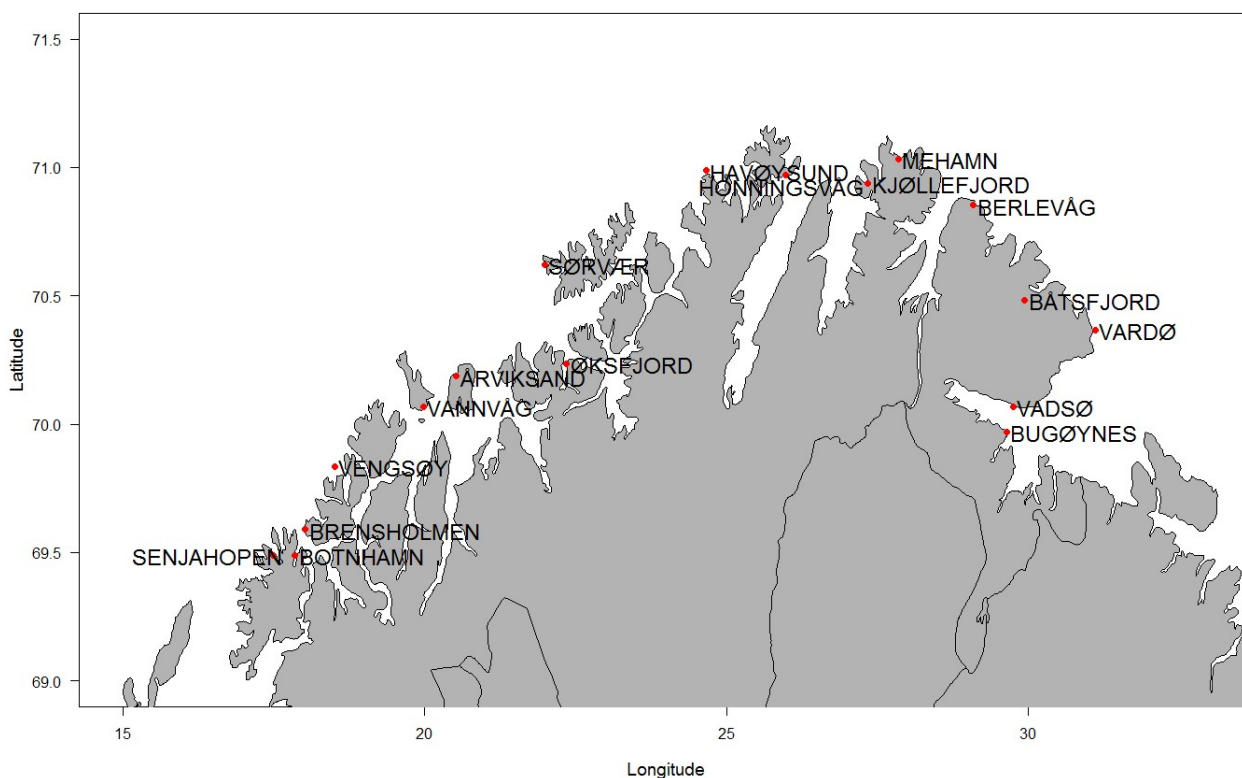 71.5
71.0
70.5
70.0
69.5
69.0
Latitude
MEHAMN
HAVØYSUND
KJØLLEFJORD
HONNINGSVÅG
BERLEVÅG
SØRVÆR
BÅTSFJORD
VARDØ
ØKSFJORD
ÅRVIKSAND
VANNVÅG
VADSØ
BUGØYNES
VENGSØY
BRENSHOLMEN
SENJAHOPEN
BOTNHAMN
15
20
25
30
Longitude